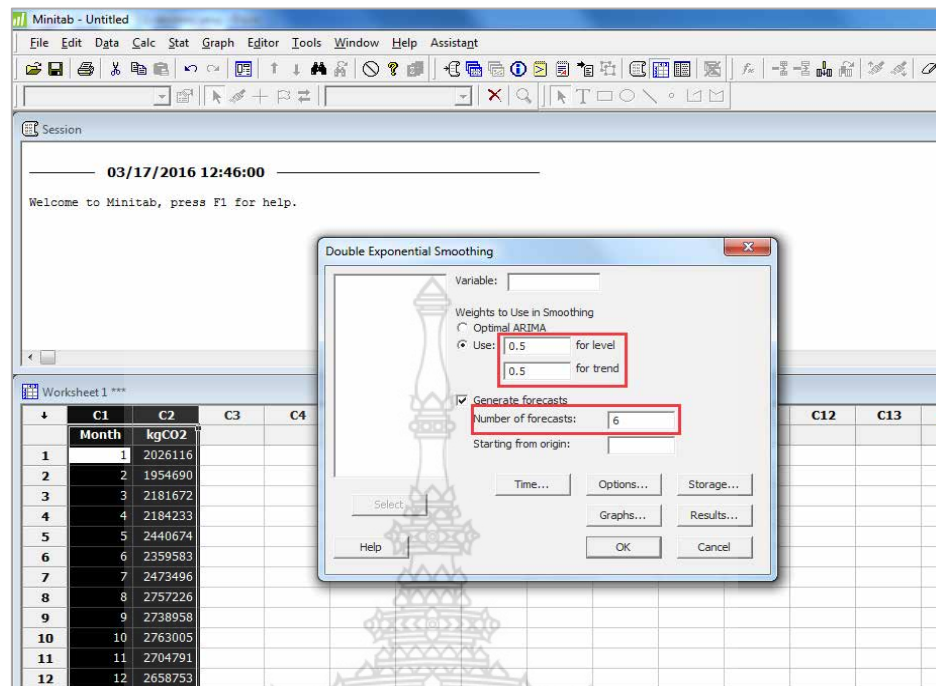 Minitab - Untitled
File Edit Data Calc Stat Graph Editor Tools Window Help Assistant
Session
03/17/2016 12:46:00
Welcome to Minitab, press F1 for help.
Double Exponential Smoothing
Variable:
Weights to Use in Smoothing
Optimal ARIMA
Use: 0.5 for level
0.5 for trend
Generate forecasts
Number of forecasts: 6
Starting from origin:
Time... Options... Storage...
Select
Graphs... Results...
Help OK Cancel
Worksheet 1 ***
C1 C2 C3 C4 C12 C13
Month kgCO2
1 1 2026116
2 2 1954690
3 3 2181672
4 4 2184233
5 5 2440674
6 6 2359583
7 7 2473496
8 8 2757226
9 9 2738958
10 10 2763005
11 11 2704791
12 12 2658753